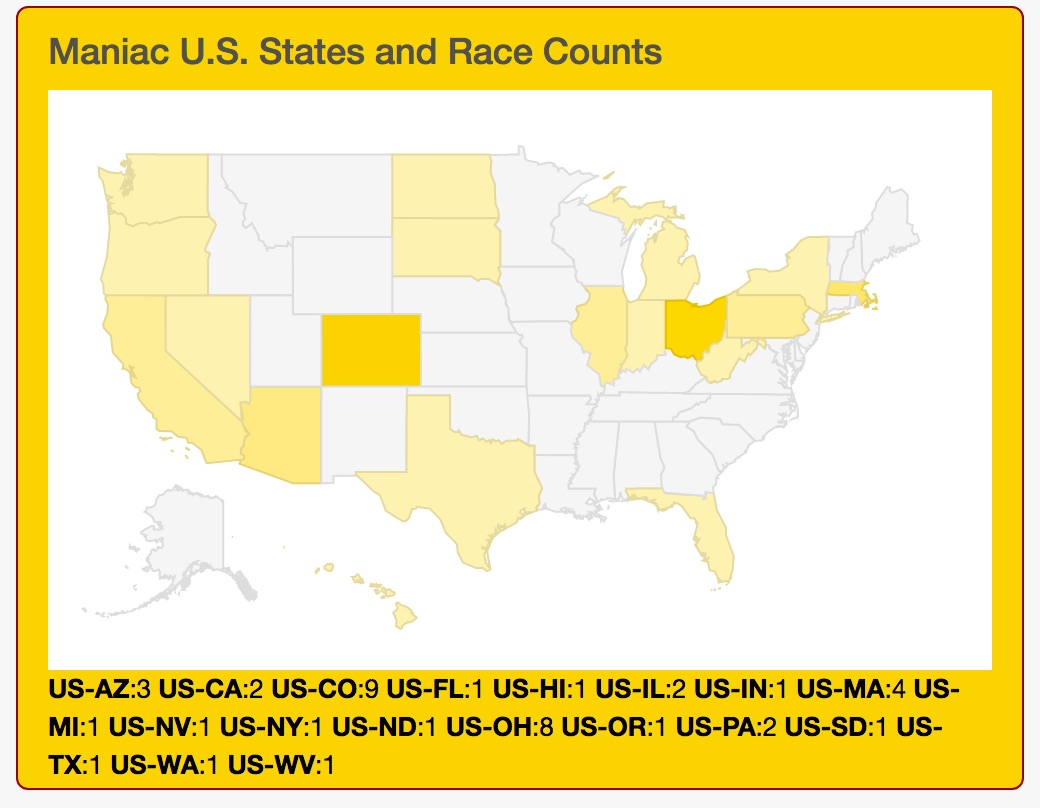 Maniac U.S. States and Race Counts
US-AZ:3 US-CA:2 US-CO:9 US-FL:1 US-HI:1 US-IL:2 US-IN:1 US-MA:4 US-
MI:1 US-NV:1 US-NY:1 US-ND:1 US-OH:8 US-OR:1 US-PA:2 US-SD:1 US-
TX:1 US-WA:1 US-WV:1